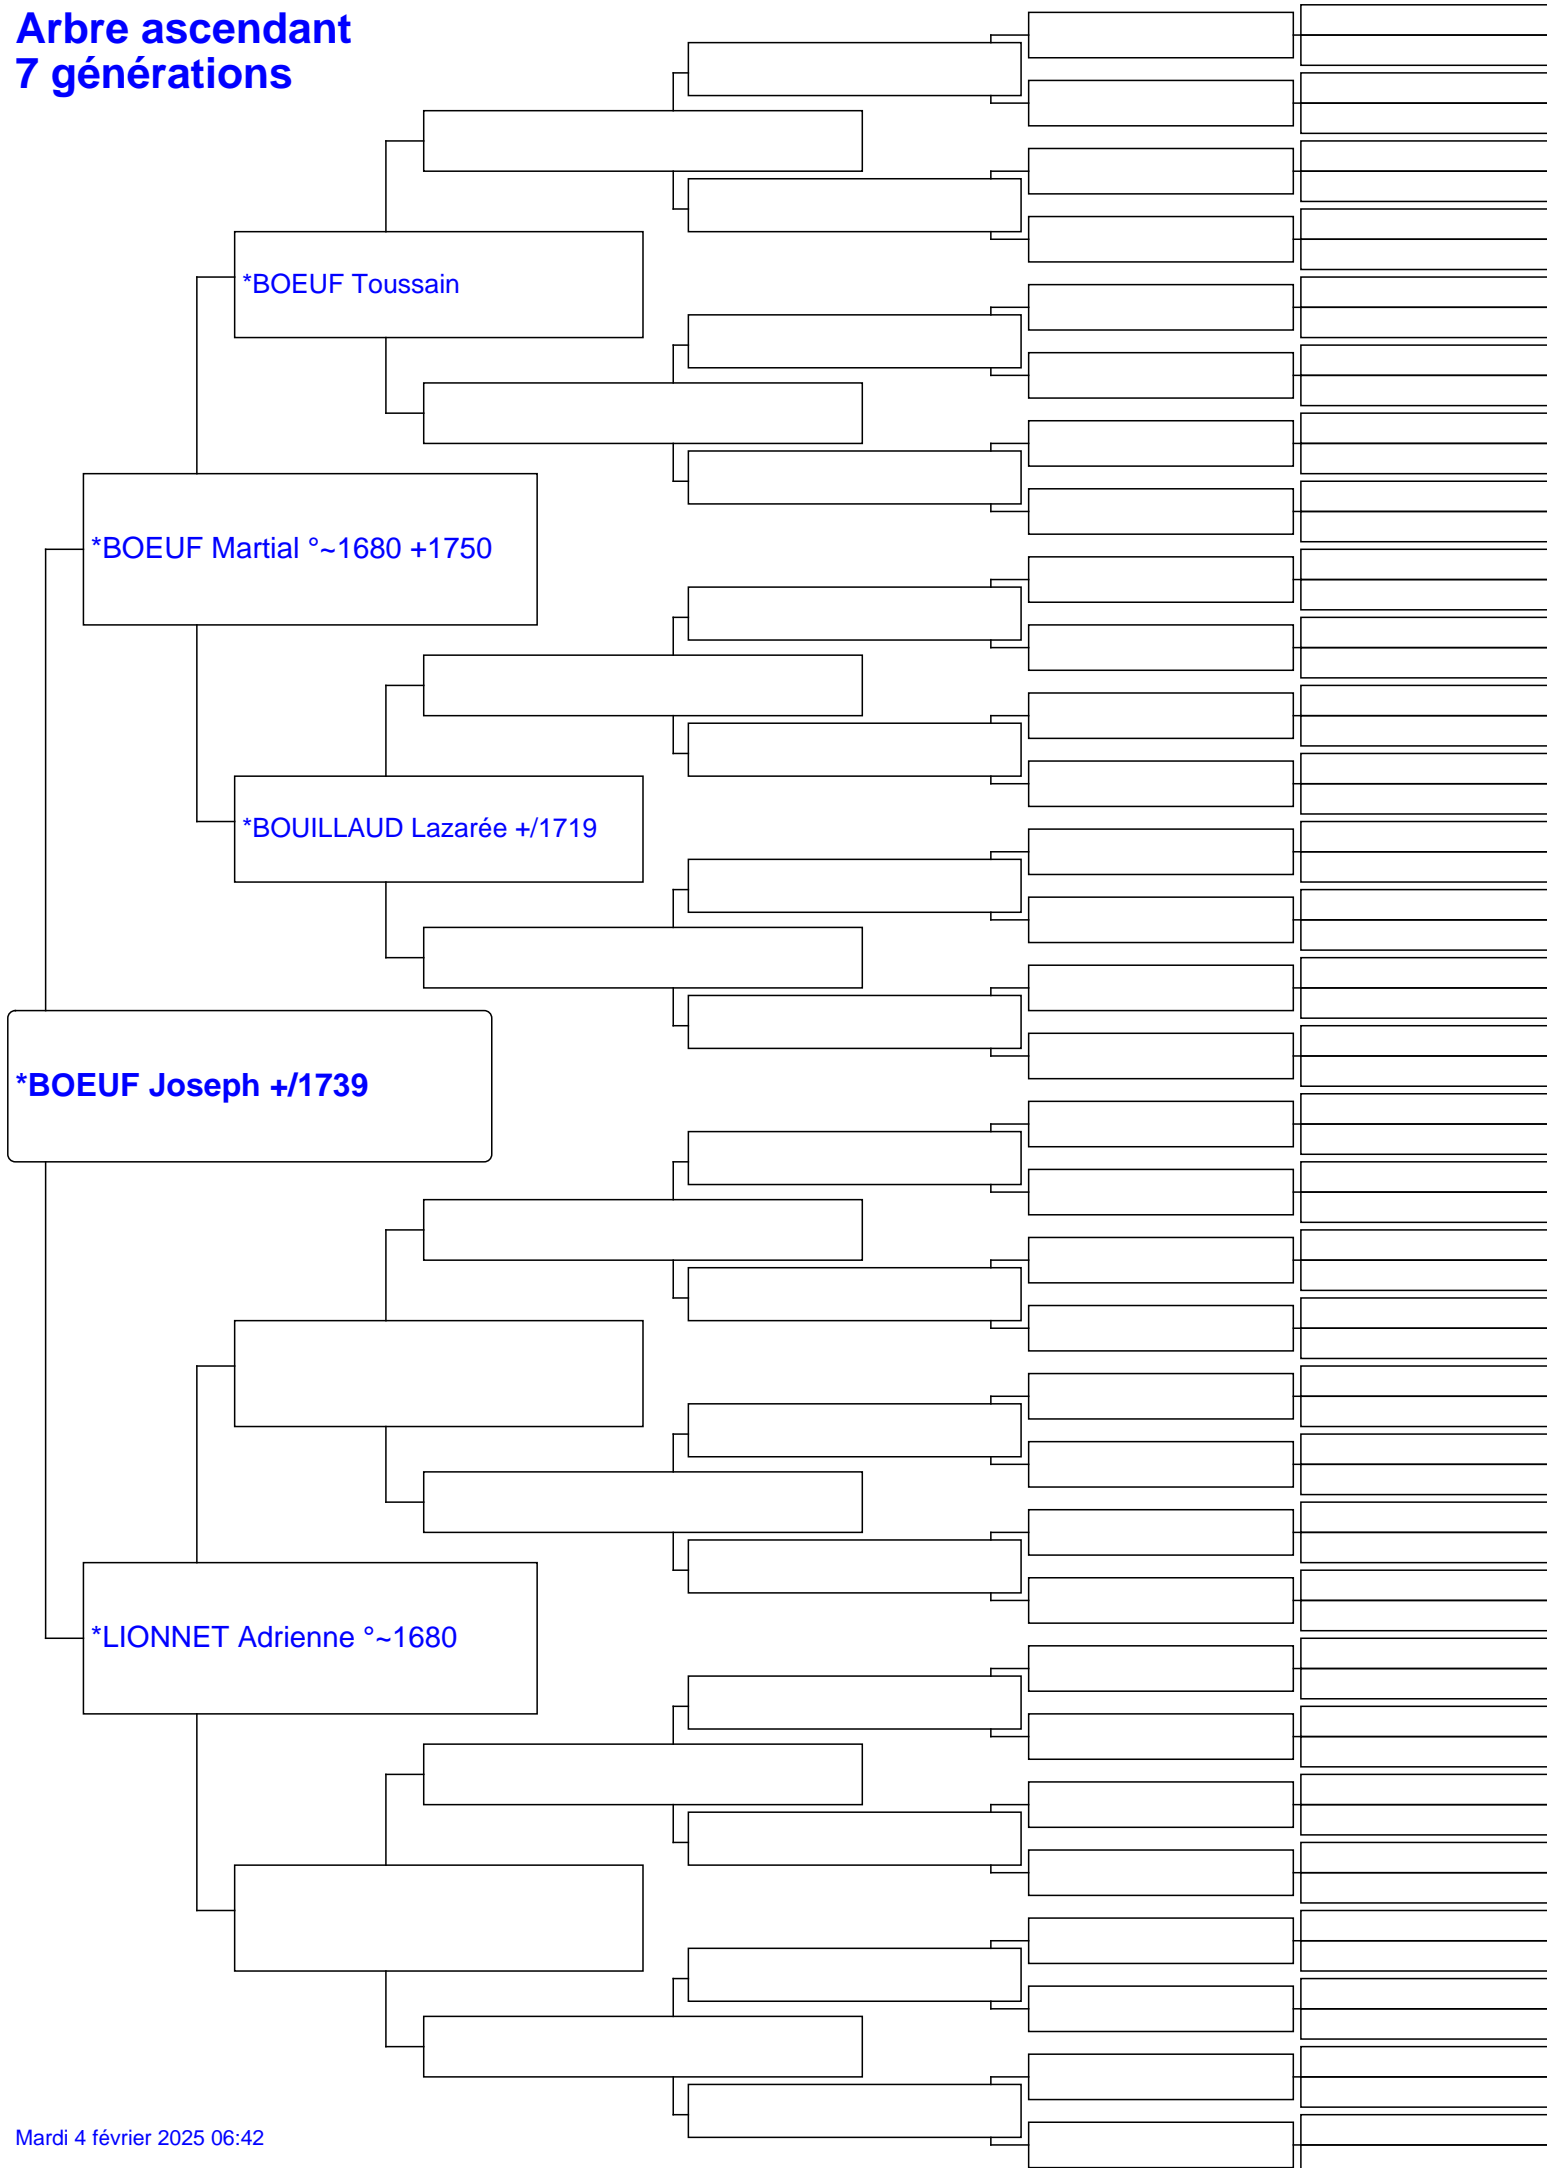 Arbre ascendant
7 générations
*BOEUF Toussain
*BOEUF Martial °~1680 +1750
*BOUILLAUD Lazarée +/1719
*BOEUF Joseph +/1739
*LIONNET Adrienne °~1680
Mardi 4 février 2025 06:42